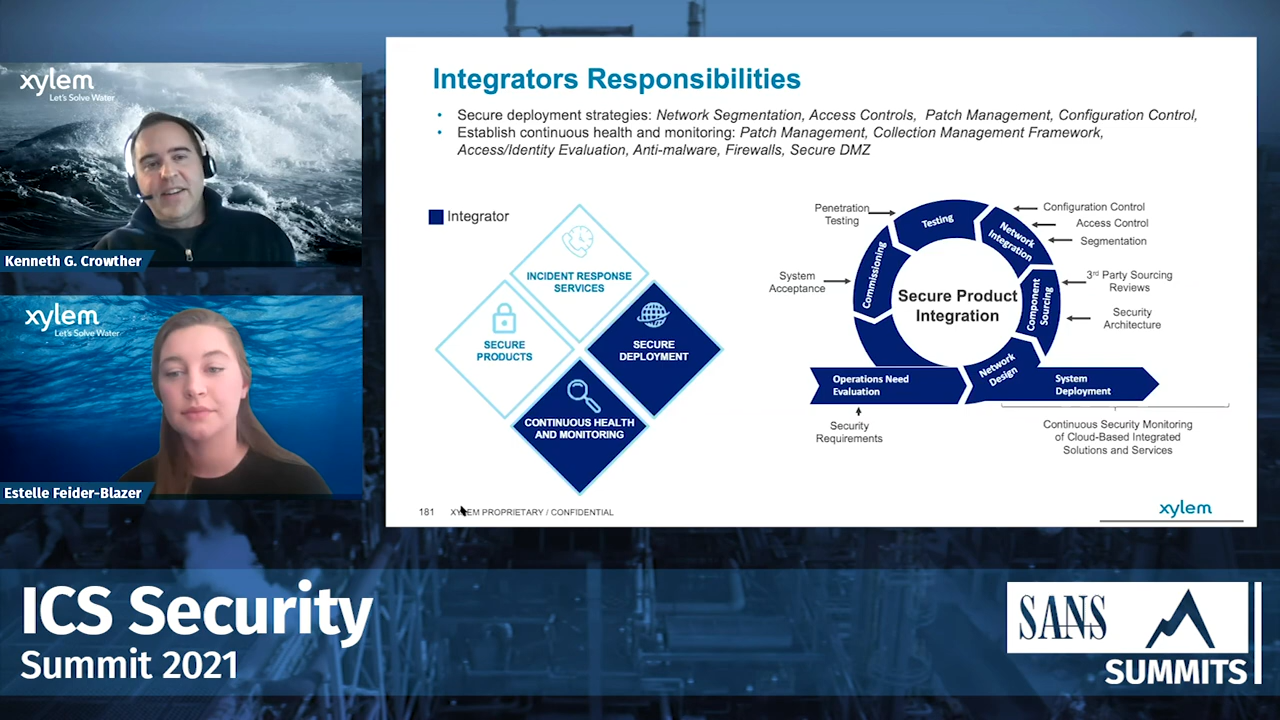 xylem
Let's Solve Water
Kenneth G. Crowther
xylem
Let's Solve Water
Estelle Feider-Blazer
Integrators Responsibilities
• Secure deployment strategies: Network Segmentation, Access Controls, Patch Management, Configuration Control,
• Establish continuous health and monitoring: Patch Management, Collection Management Framework,
Access/Identity Evaluation, Anti-malware, Firewalls, Secure DMZ
Integrator
INCIDENT RESPONSE
SERVICES
SECURE
PRODUCTS
SECURE
DEPLOYMENT
CONTINUOUS HEALTH
AND MONITORING
Penetration
Testing
System
Acceptance
Testing
Network
Integration
Commissioning
Component
Sourcing
Secure Product
Integration
Network
Design
Operations Need
Evaluation
System
Deployment
Configuration Control
Access Control
Segmentation
3rd Party Sourcing
Reviews
Security
Architecture
Security
Requirements
Continuous Security Monitoring
of Cloud-Based Integrated
Solutions and Services
181 XYLEM PROPRIETARY / CONFIDENTIAL
xylem
ICS Security
Summit 2021
SANS
SUMMITS